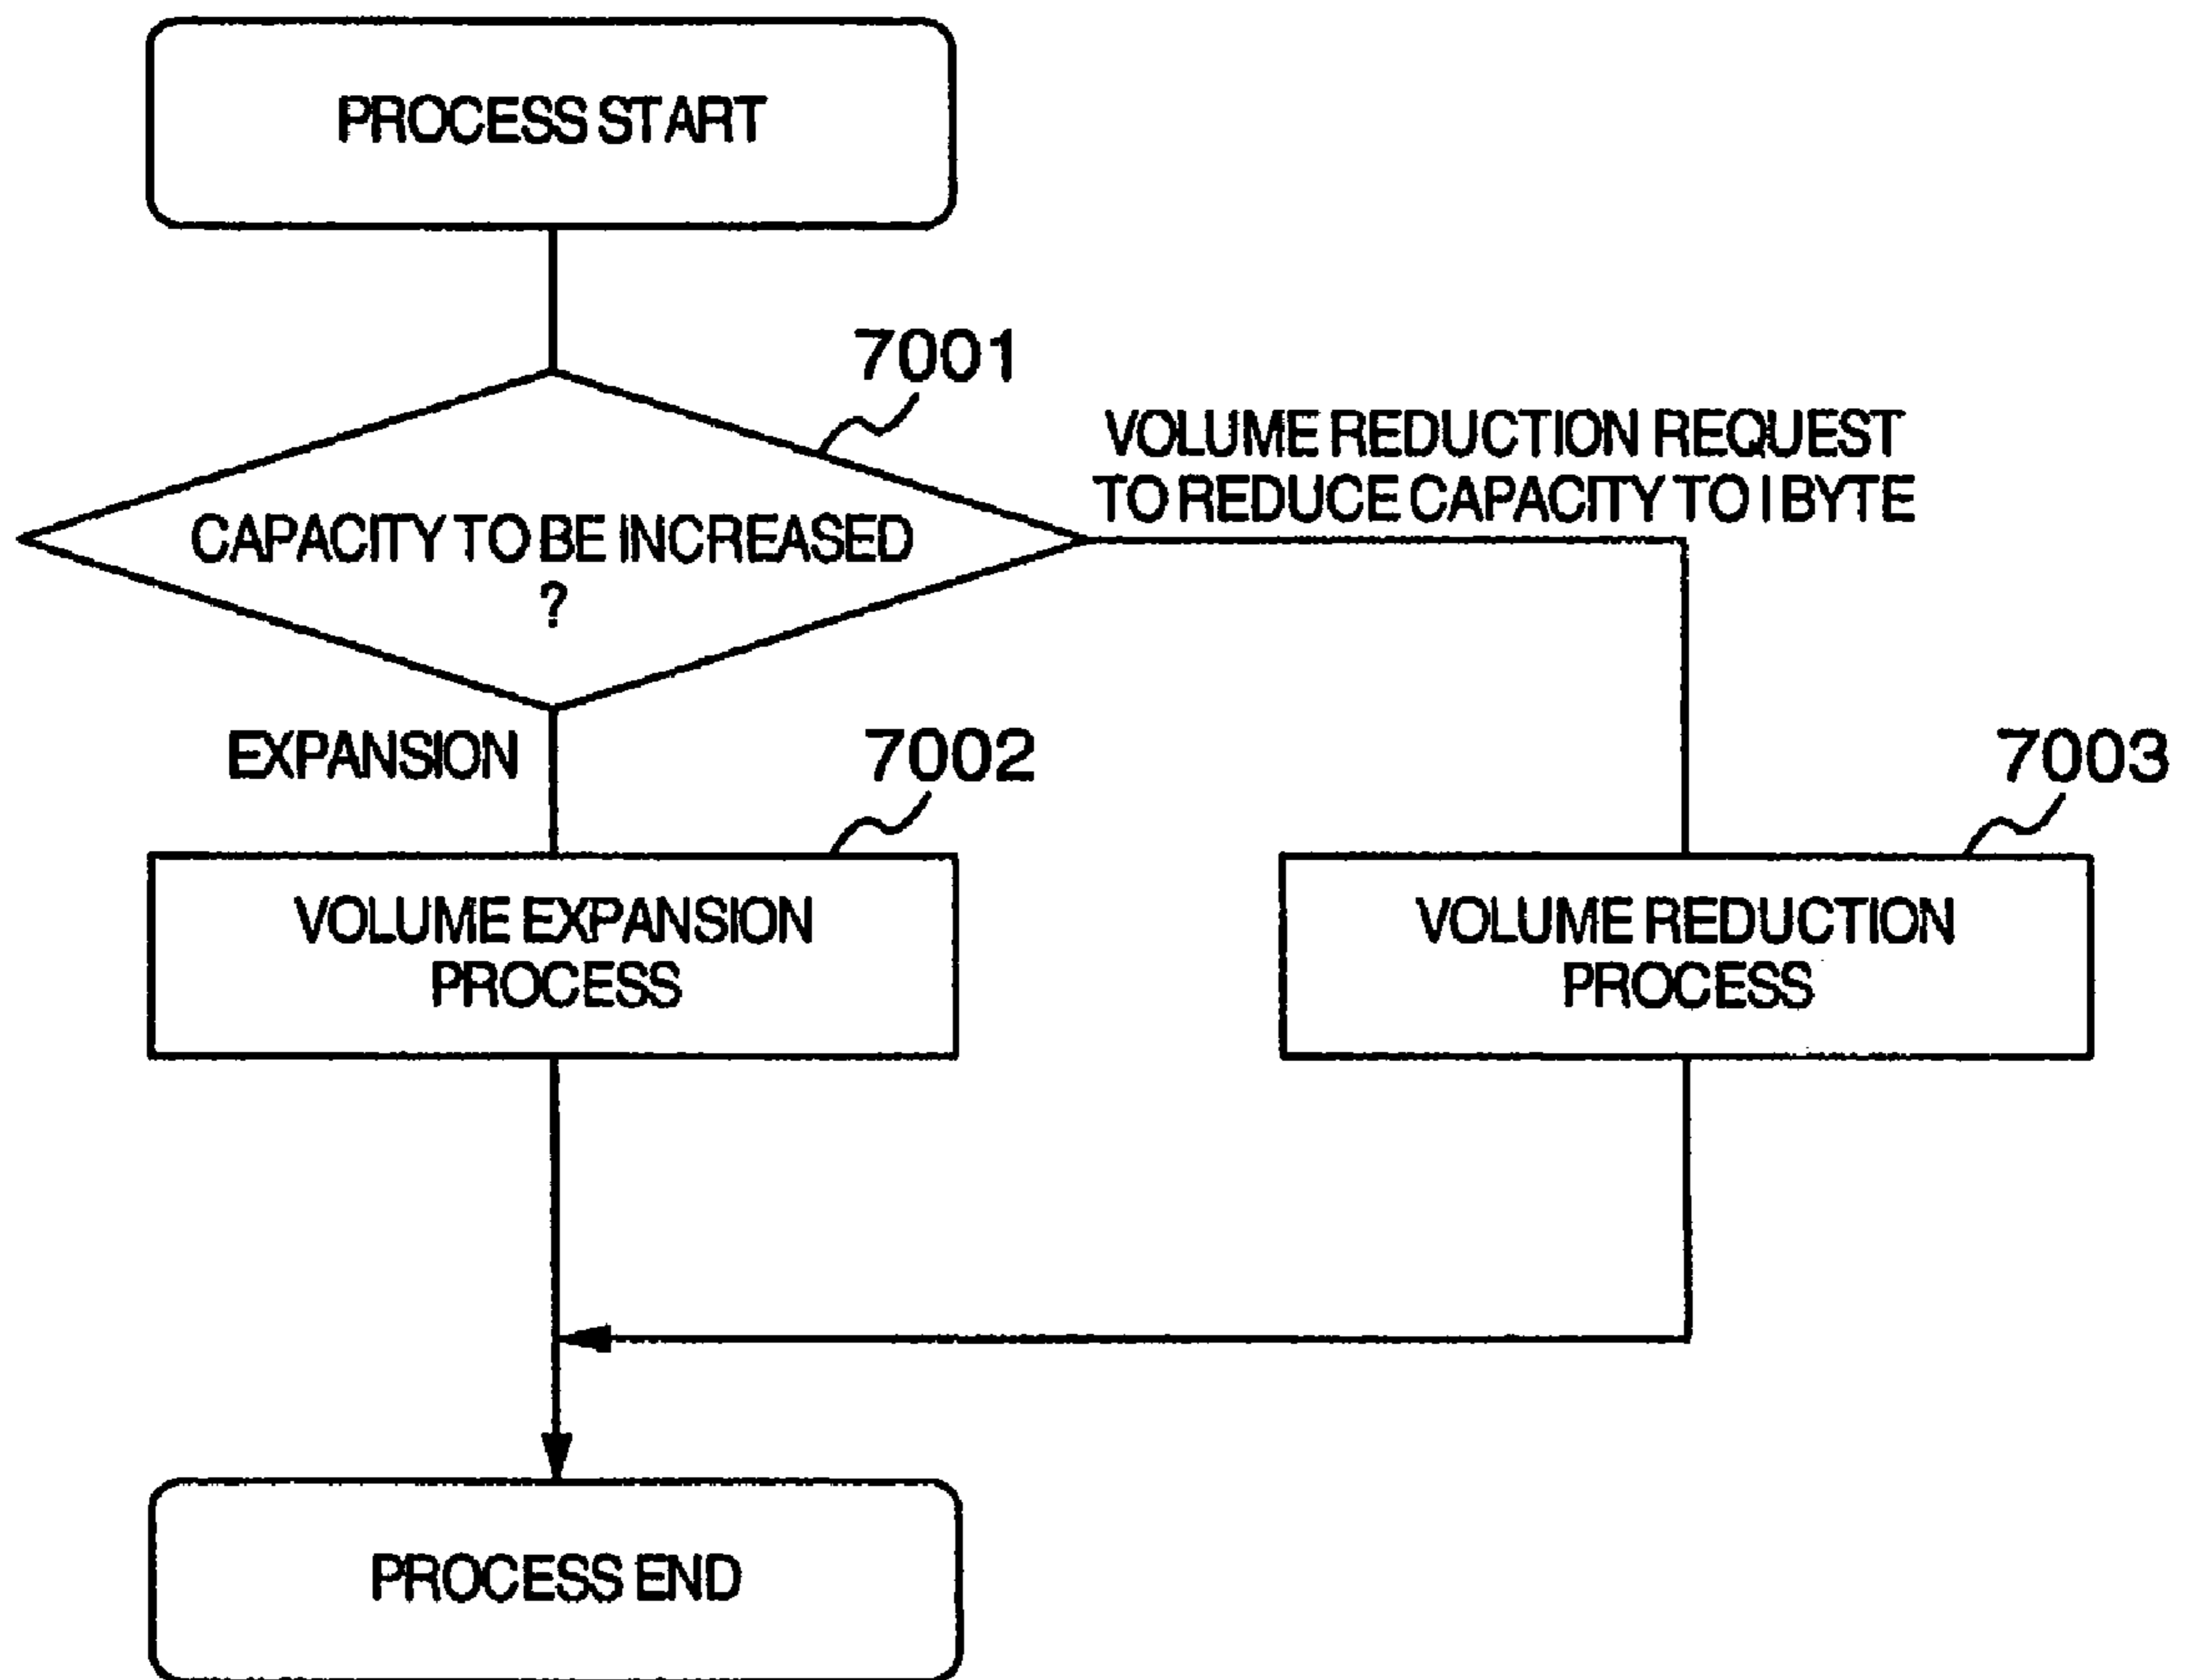 PROCESS START
7001
VOLUME REDUCTION REQUEST
TO REDUCE CAPACITY TO I BYTE
CAPACITY TO BE INCREASED
?
EXPANSION
7002
7003
VOLUME EXPANSION
PROCESS
VOLUME REDUCTION
PROCESS
PROCESS END